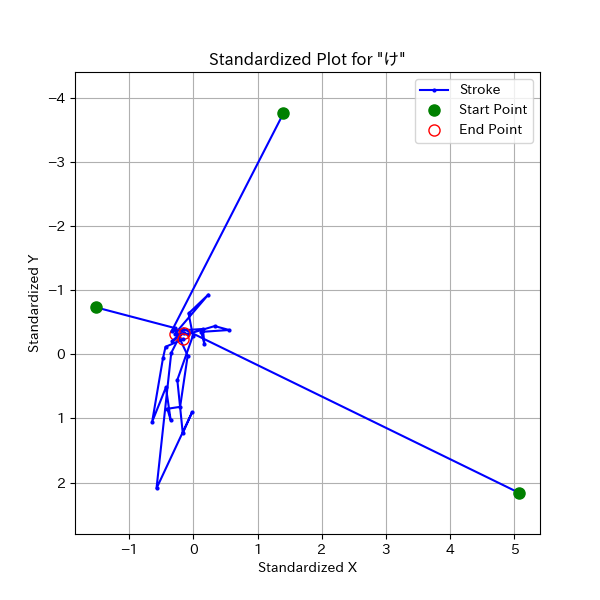 Standardized Plot for "け"
Stroke
Start Point
End Point
Standardized Y
−4
−3
−2
−1
0
1
2
−1 0 1 2 3 4 5
Standardized X